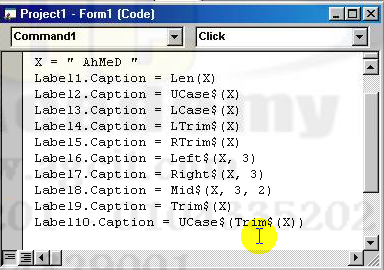 Project1 - Form1 (Code)
Command1 Click
X = " AhMeD "
Label1.Caption = Len(X)
Label2.Caption = UCase$(X)
Label3.Caption = LCase$(X)
Label4.Caption = LTrim$(X)
Label5.Caption = RTrim$(X)
Label6.Caption = Left$(X, 3)
Label7.Caption = Right$(X, 3)
Label8.Caption = Mid$(X, 3, 2)
Label9.Caption = Trim$(X)
Label10.Caption = UCase$(Trim$(X))